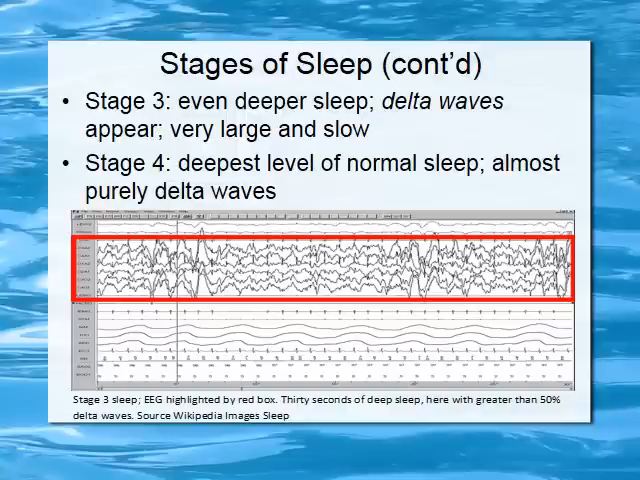 Stages of Sleep (cont'd)
• Stage 3: even deeper sleep; delta waves
appear; very large and slow
• Stage 4: deepest level of normal sleep; almost
purely delta waves
Stage 3 sleep; EEG highlighted by red box. Thirty seconds of deep sleep, here with greater than 50%
delta waves. Source Wikipedia Images Sleep